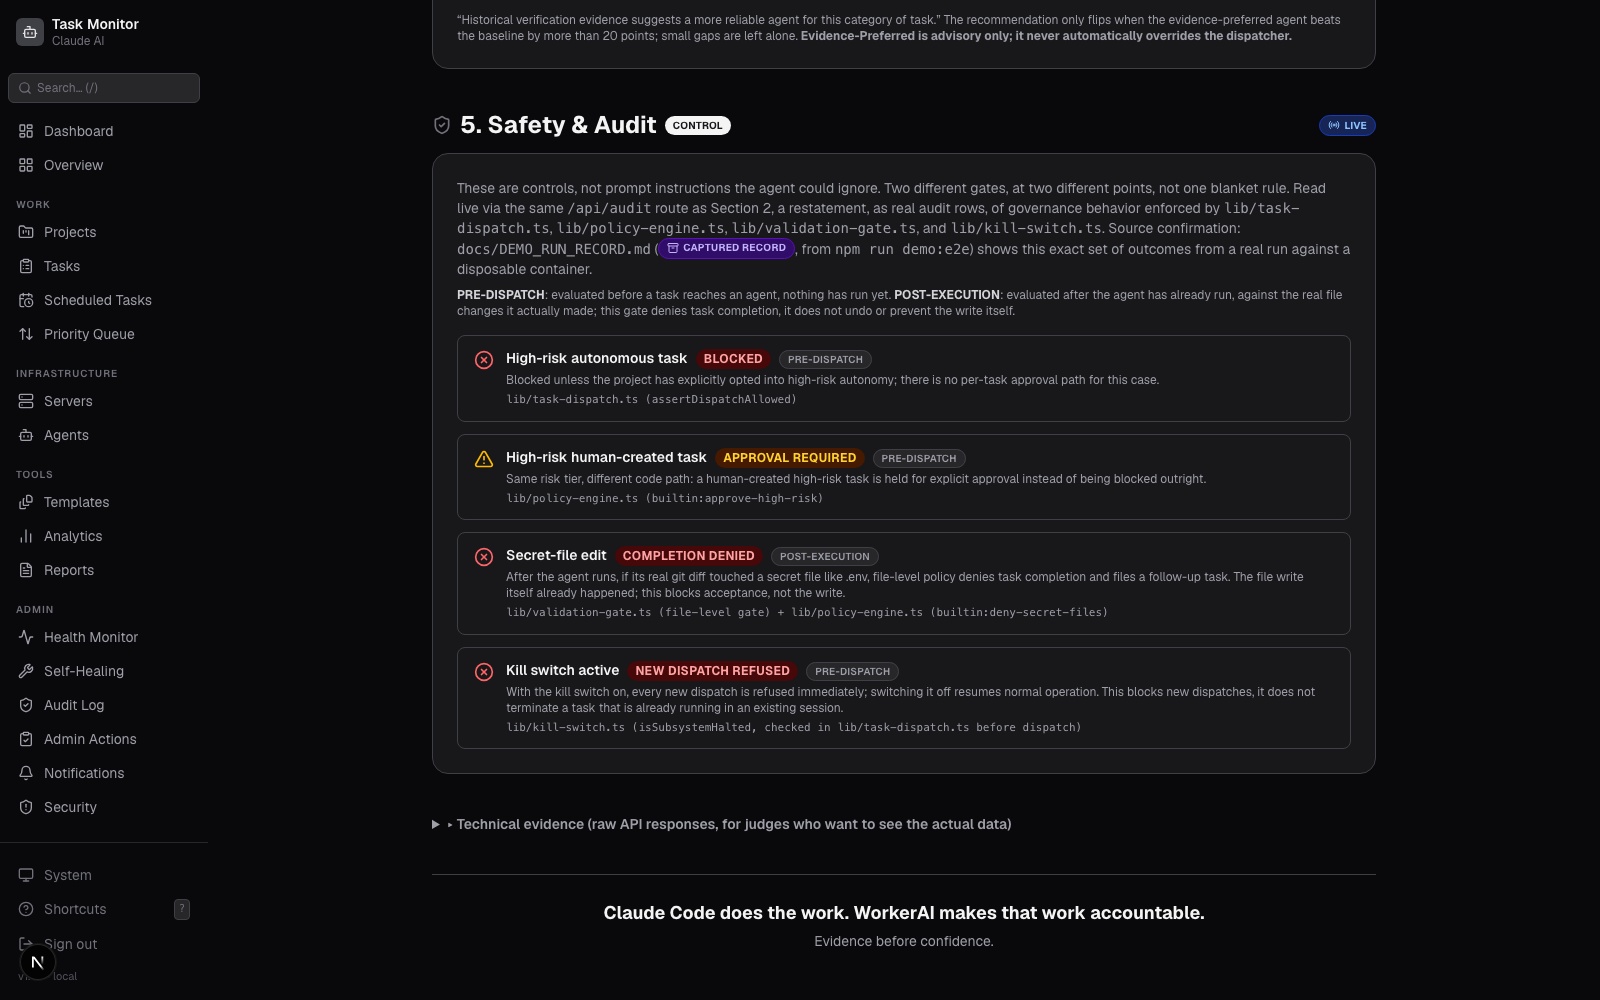 Task Monitor
Claude AI
Search... (/)
Dashboard
Overview
WORK
Projects
Tasks
Scheduled Tasks
Priority Queue
INFRASTRUCTURE
Servers
Agents
TOOLS
Templates
Analytics
Reports
ADMIN
Health Monitor
Self-Healing
Audit Log
Admin Actions
Notifications
Security
System
Shortcuts ?
Sign out
N
local
“Historical verification evidence suggests a more reliable agent for this category of task.” The recommendation only flips when the evidence-preferred agent beats
the baseline by more than 20 points; small gaps are left alone. Evidence-Preferred is advisory only; it never automatically overrides the dispatcher.
5. Safety & Audit CONTROL LIVE
These are controls, not prompt instructions the agent could ignore. Two different gates, at two different points, not one blanket rule. Read
live via the same /api/audit route as Section 2, a restatement, as real audit rows, of governance behavior enforced by lib/task-
dispatch.ts, lib/policy-engine.ts, lib/validation-gate.ts, and lib/kill-switch.ts. Source confirmation:
docs/DEMO_RUN_RECORD.md ( CAPTURED RECORD , from npm run demo:e2e) shows this exact set of outcomes from a real run against a
disposable container.
PRE-DISPATCH: evaluated before a task reaches an agent, nothing has run yet. POST-EXECUTION: evaluated after the agent has already run, against the real file
changes it actually made; this gate denies task completion, it does not undo or prevent the write itself.
High-risk autonomous task BLOCKED PRE-DISPATCH
Blocked unless the project has explicitly opted into high-risk autonomy; there is no per-task approval path for this case.
lib/task-dispatch.ts (assertDispatchAllowed)
High-risk human-created task APPROVAL REQUIRED PRE-DISPATCH
Same risk tier, different code path: a human-created high-risk task is held for explicit approval instead of being blocked outright.
lib/policy-engine.ts (builtin:approve-high-risk)
Secret-file edit COMPLETION DENIED POST-EXECUTION
After the agent runs, if its real git diff touched a secret file like .env, file-level policy denies task completion and files a follow-up task. The file write
itself already happened; this blocks acceptance, not the write.
lib/validation-gate.ts (file-level gate) + lib/policy-engine.ts (builtin:deny-secret-files)
Kill switch active NEW DISPATCH REFUSED PRE-DISPATCH
With the kill switch on, every new dispatch is refused immediately; switching it off resumes normal operation. This blocks new dispatches, it does not
terminate a task that is already running in an existing session.
lib/kill-switch.ts (isSubsystemHalted, checked in lib/task-dispatch.ts before dispatch)
▶ ▸ Technical evidence (raw API responses, for judges who want to see the actual data)
Claude Code does the work. WorkerAI makes that work accountable.
Evidence before confidence.